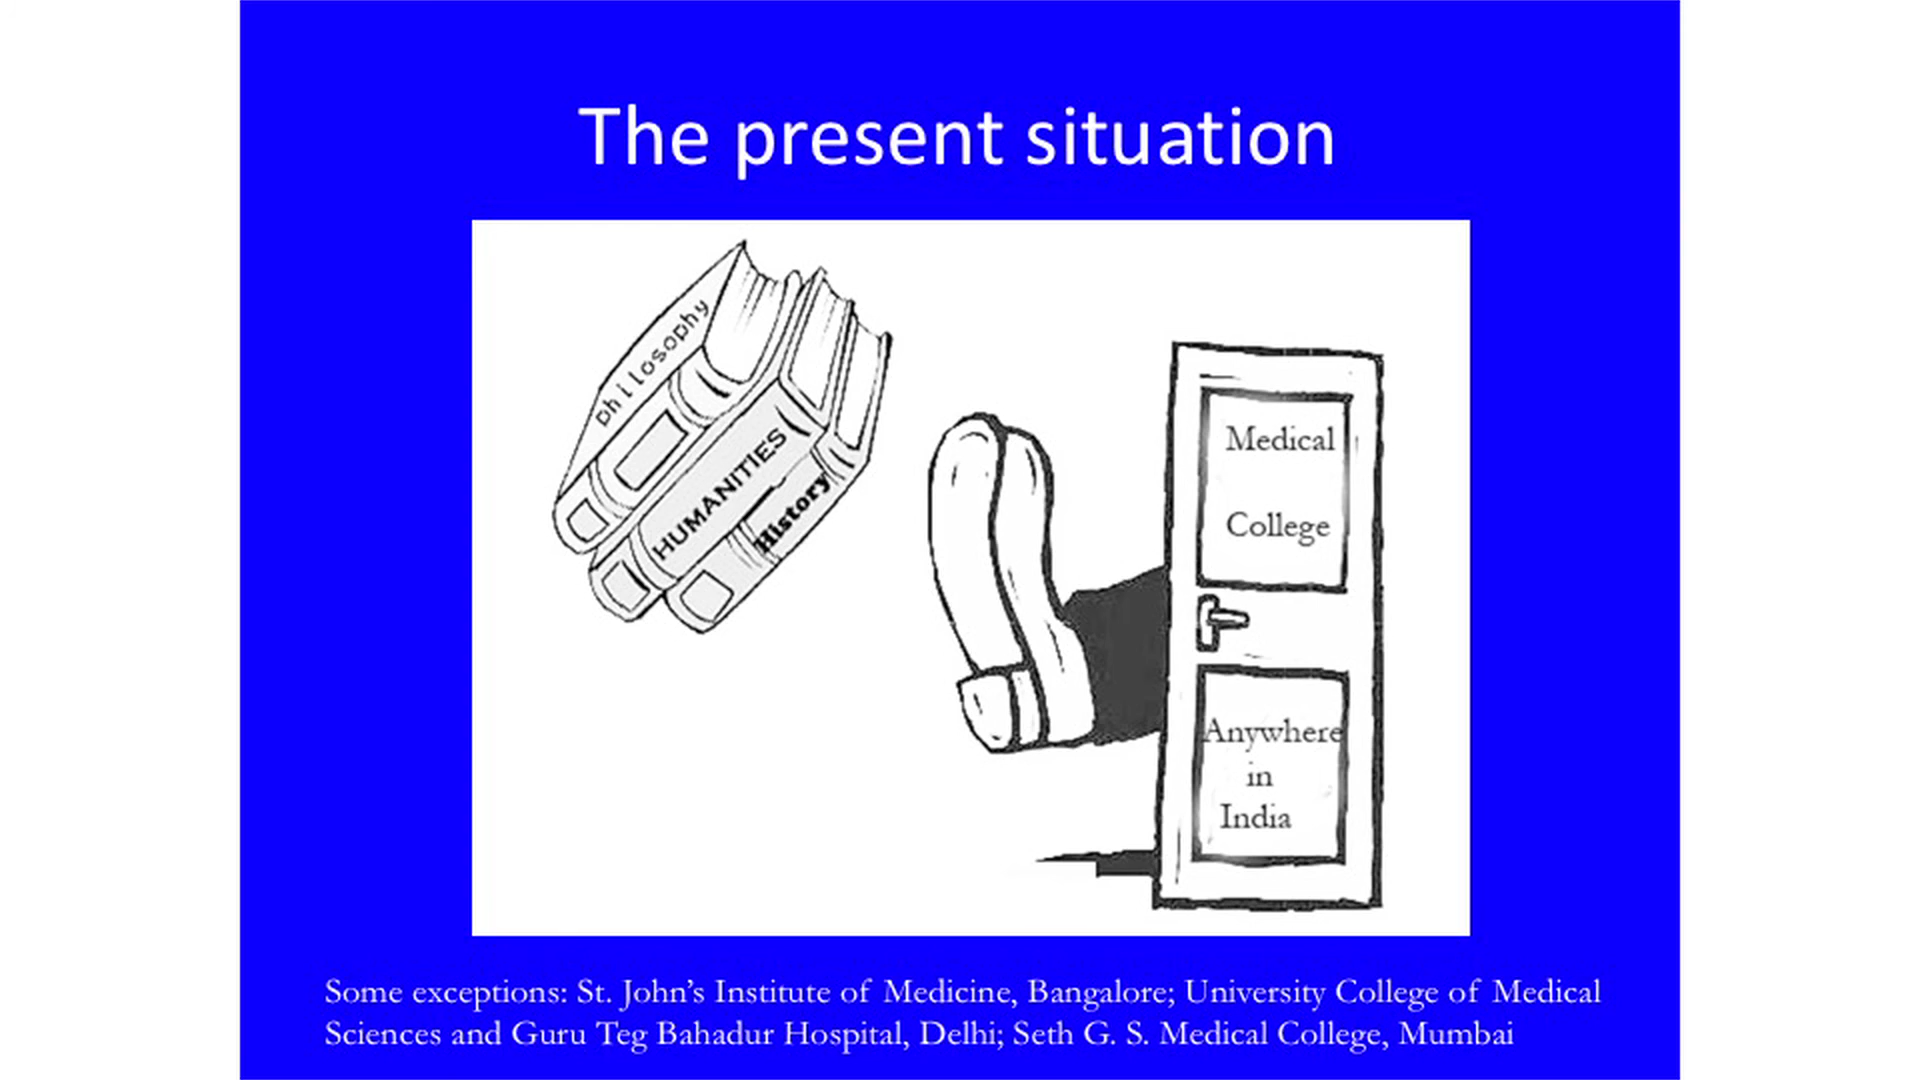 The present situation
philosophy
HUMANITIES
History
Medical
College
Anywhere
in
India
Some exceptions: St. John’s Institute of Medicine, Bangalore; University College of Medical
Sciences and Guru Teg Bahadur Hospital, Delhi; Seth G. S. Medical College, Mumbai